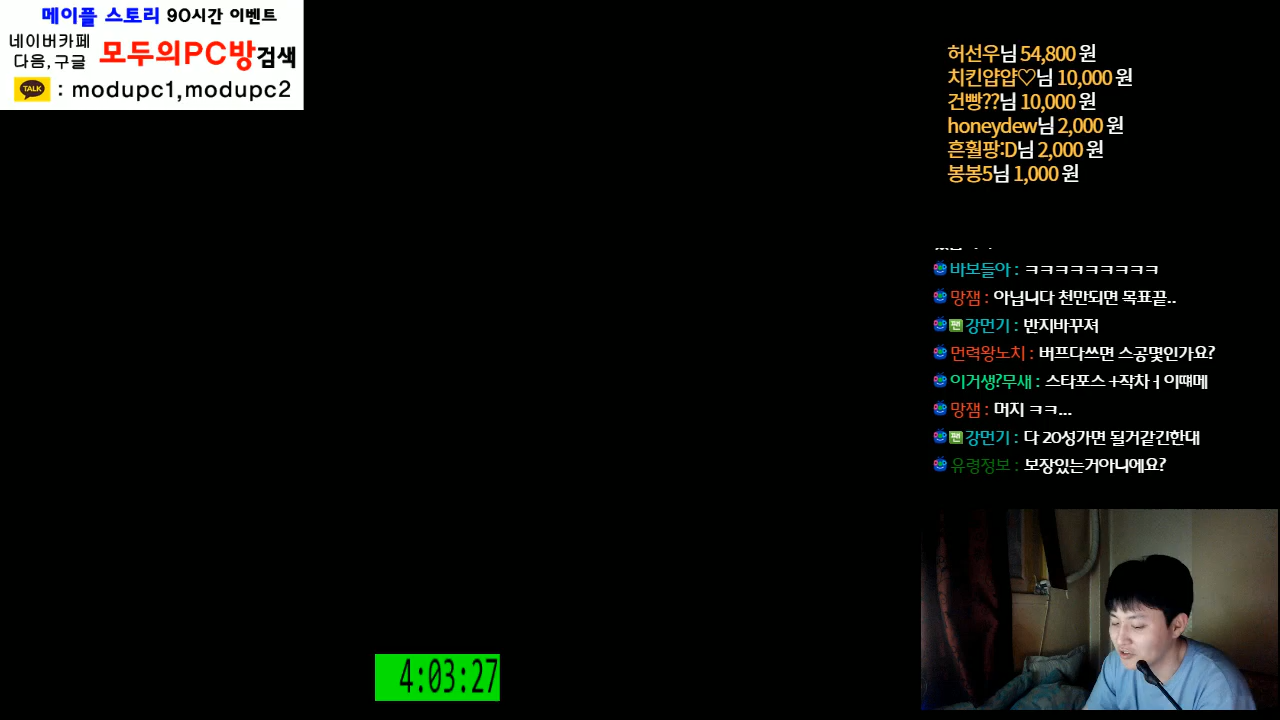 메이플 스토리 90시간 이벤트
네이버카페
다음,구글
모두의PC방검색
TALK : modupc1,modupc2
허선우님 54,800 원
치킨얍얍♡님 10,000 원
건빵??님 10,000 원
honeydew님 2,000 원
흔훨팡:D님 2,000 원
봉봉5님 1,000 원
바보들아 : ㅋㅋㅋㅋㅋㅋㅋㅋㅋ
망잼 : 아닙니다 천만되면 목표끝..
팬 강먼기 : 반지바꾸져
먼력왕노치 : 버프다쓰면 스공몇인가요?
이거생?무새 : 스타포스 +작차ㅓ이떄메
망잼 : 머지 ㅋㅋ...
팬 강먼기 : 다 20성가면 될거같긴한대
유령정보 : 보장있는거아니에요?
4:03:27